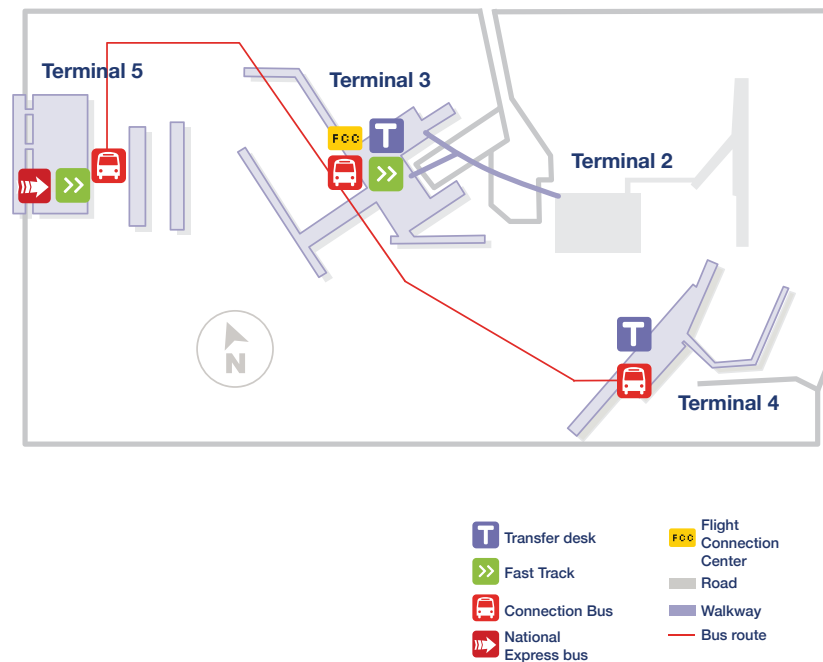 Terminal 5
Terminal 3
FCC
T
Terminal 2
N
T
Terminal 4
T Transfer desk
Fast Track
Connection Bus
National
Express bus
FCC Flight
Connection
Center
Road
Walkway
Bus route